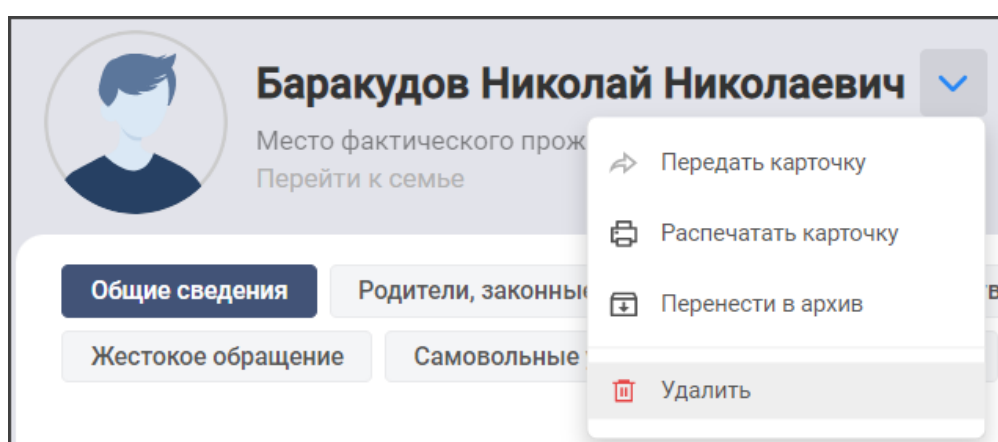 Баракудов Николай Николаевич
Место фактического прож
Перейти к семье
Передать карточку
Распечатать карточку
Перенести в архив
Удалить
Общие сведения
Родители, законны
Жестокое обращение
Самовольные